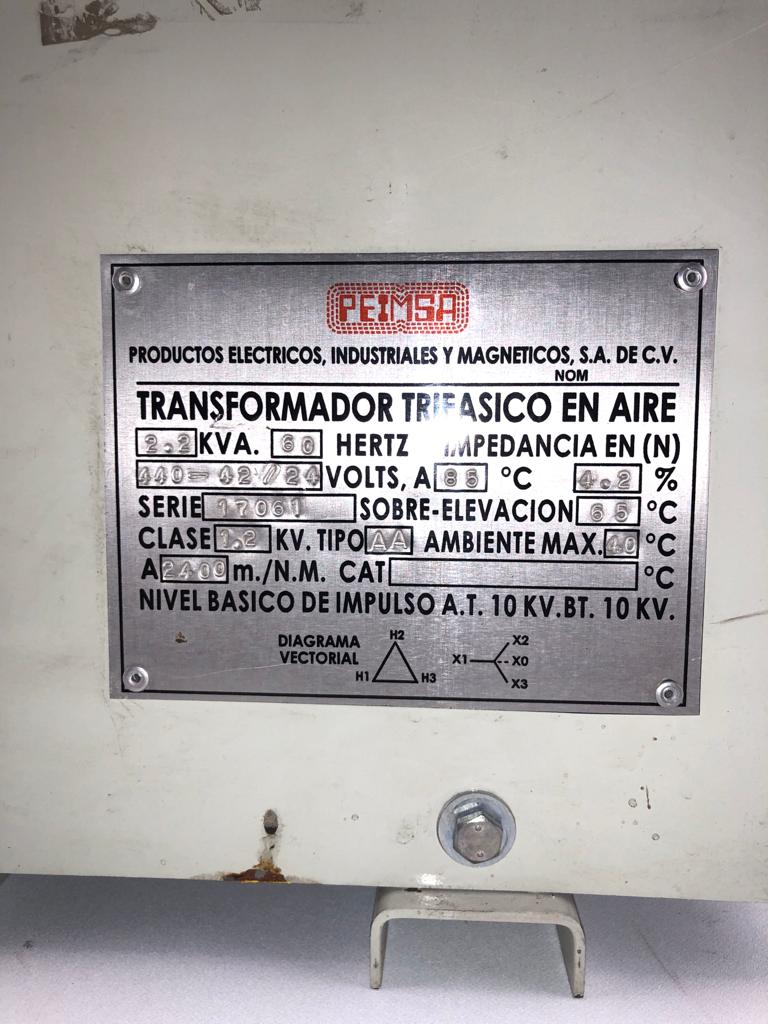 PEIMSA
PRODUCTOS ELECTRICOS, INDUSTRIALES Y MAGNETICOS, S.A. DE C.V.
NOM
TRANSFORMADOR TRIFASICO EN AIRE
2.2 KVA. 60 HERTZ IMPEDANCIA EN (N)
440=42//24 VOLTS, A 85 °C 4.2 %
SERIE 17061 SOBRE-ELEVACION 65 °C
CLASE 1.2 KV. TIPO AA AMBIENTE MAX. 40 °C
A 2400 m./N.M. CAT °C
NIVEL BASICO DE IMPULSO A.T. 10 KV.BT. 10 KV.
DIAGRAMA VECTORIAL
H2
H1 H3
X2
X1 X0
X3